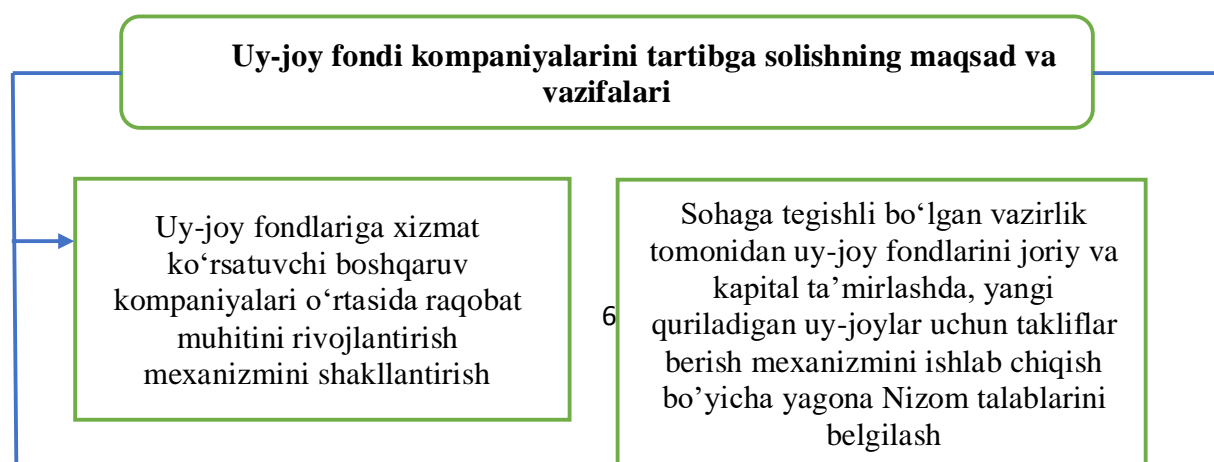 Uy-joy fondi kompaniyalarini tartibga solishning maqsad va
vazifalari
Uy-joy fondlariga xizmat
ko‘rsatuvchi boshqaruv
kompaniyalari o‘rtasida raqobat
muhitini rivojlantirish
mexanizmini shakllantirish
6
Sohaga tegishli bo‘lgan vazirlik
tomonidan uy-joy fondlarini joriy va
kapital ta’mirlashda, yangi
quriladigan uy-joylar uchun takliflar
berish mexanizmini ishlab chiqish
bo’yicha yagona Nizom talablarini
belgilash